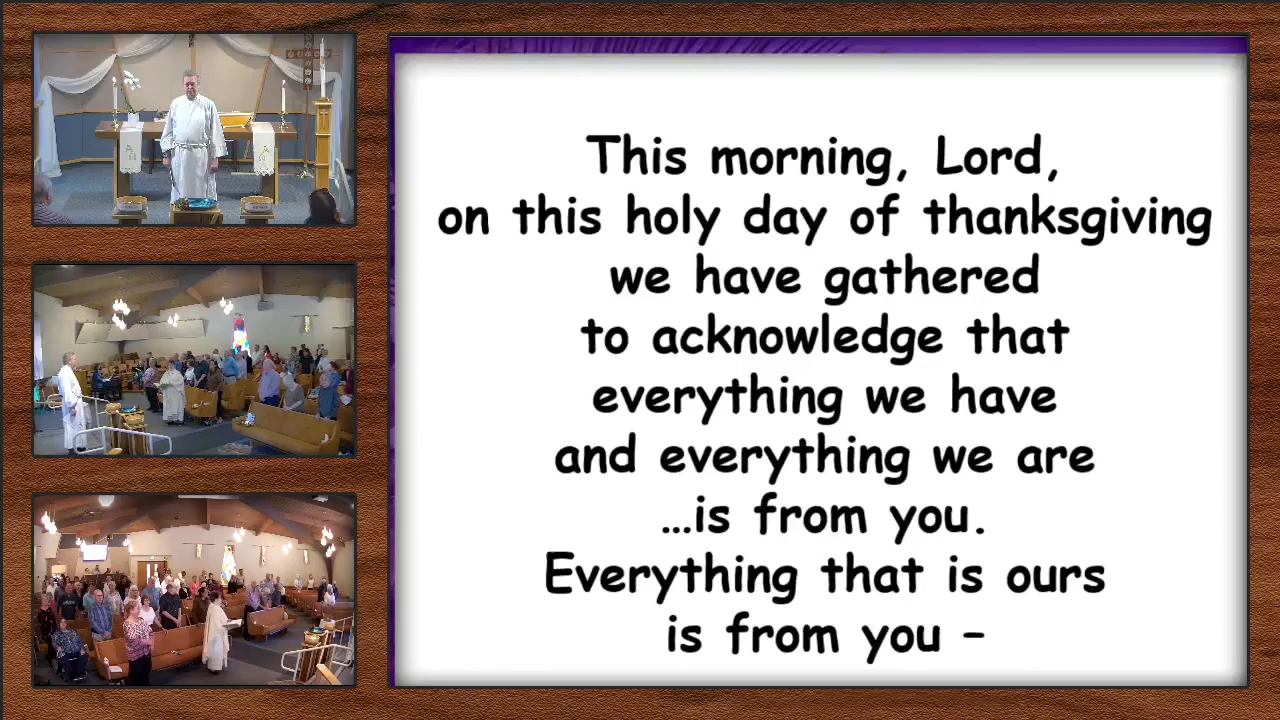 This morning, Lord,
on this holy day of thanksgiving
we have gathered
to acknowledge that
everything we have
and everything we are
…is from you.
Everything that is ours
is from you –